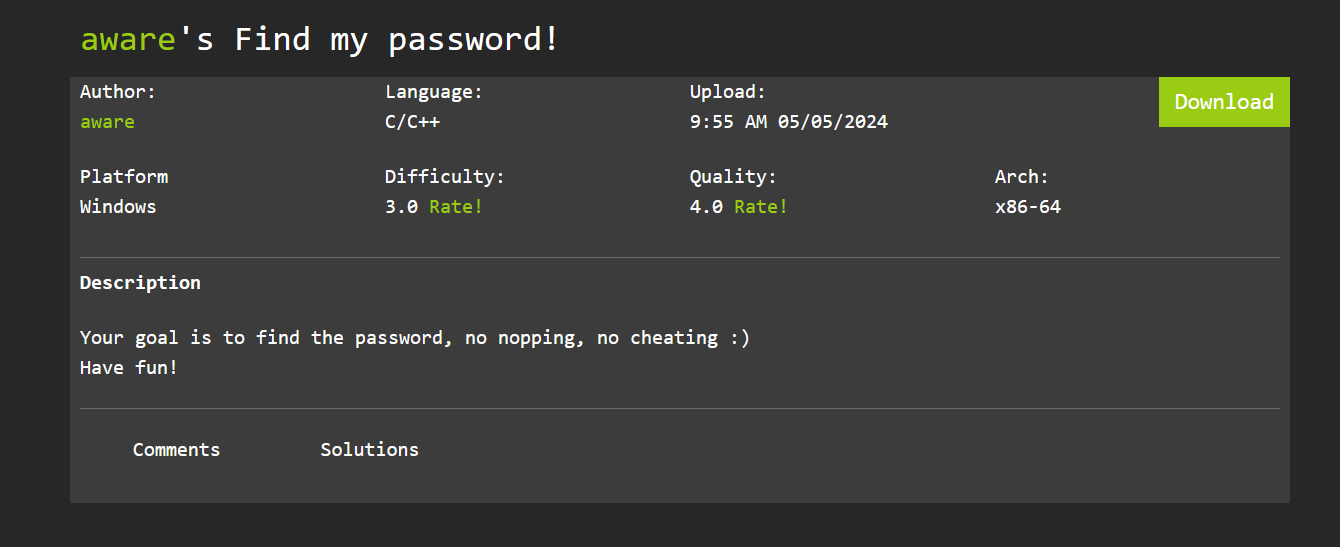 aware's Find my password!
Author: Language: Upload: Download
aware C/C++ 9:55 AM 05/05/2024
Platform Difficulty: Quality: Arch:
Windows 3.0 Rate! 4.0 Rate! x86-64
Description
Your goal is to find the password, no nopping, no cheating :)
Have fun!
Comments Solutions